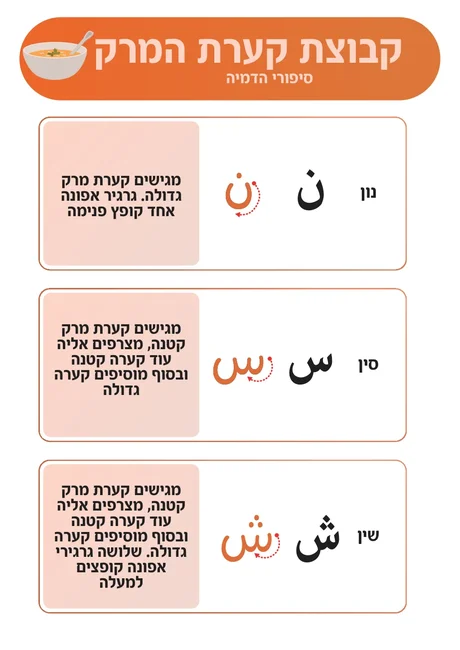 קבוצת קערת המרק
סיפורי הדמיה
נון
ن
ن
מגישים קערת מרק
גדולה. גרגיר אפונה
אחד קופץ פנימה
סין
س
س
מגישים קערת מרק
קטנה, מצרפים אליה
עוד קערה קטנה
ובסוף מוסיפים קערה
גדולה
שין
ش
ش
מגישים קערת מרק
קטנה, מצרפים אליה
עוד קערה קטנה
ובסוף מוסיפים קערה
גדולה. שלושה גרגירי
אפונה קופצים
למעלה